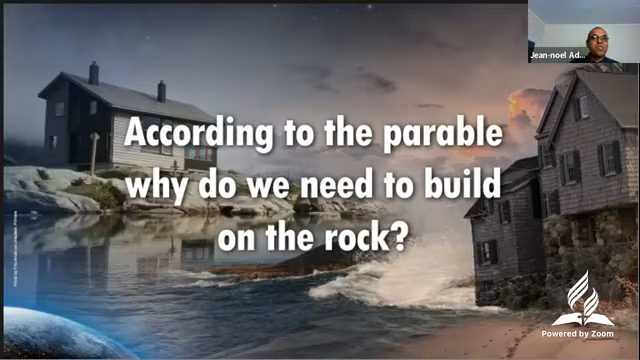 Jean-noel Ad...
According to the parable
why do we need to build
on the rock?
Powered by Zoom